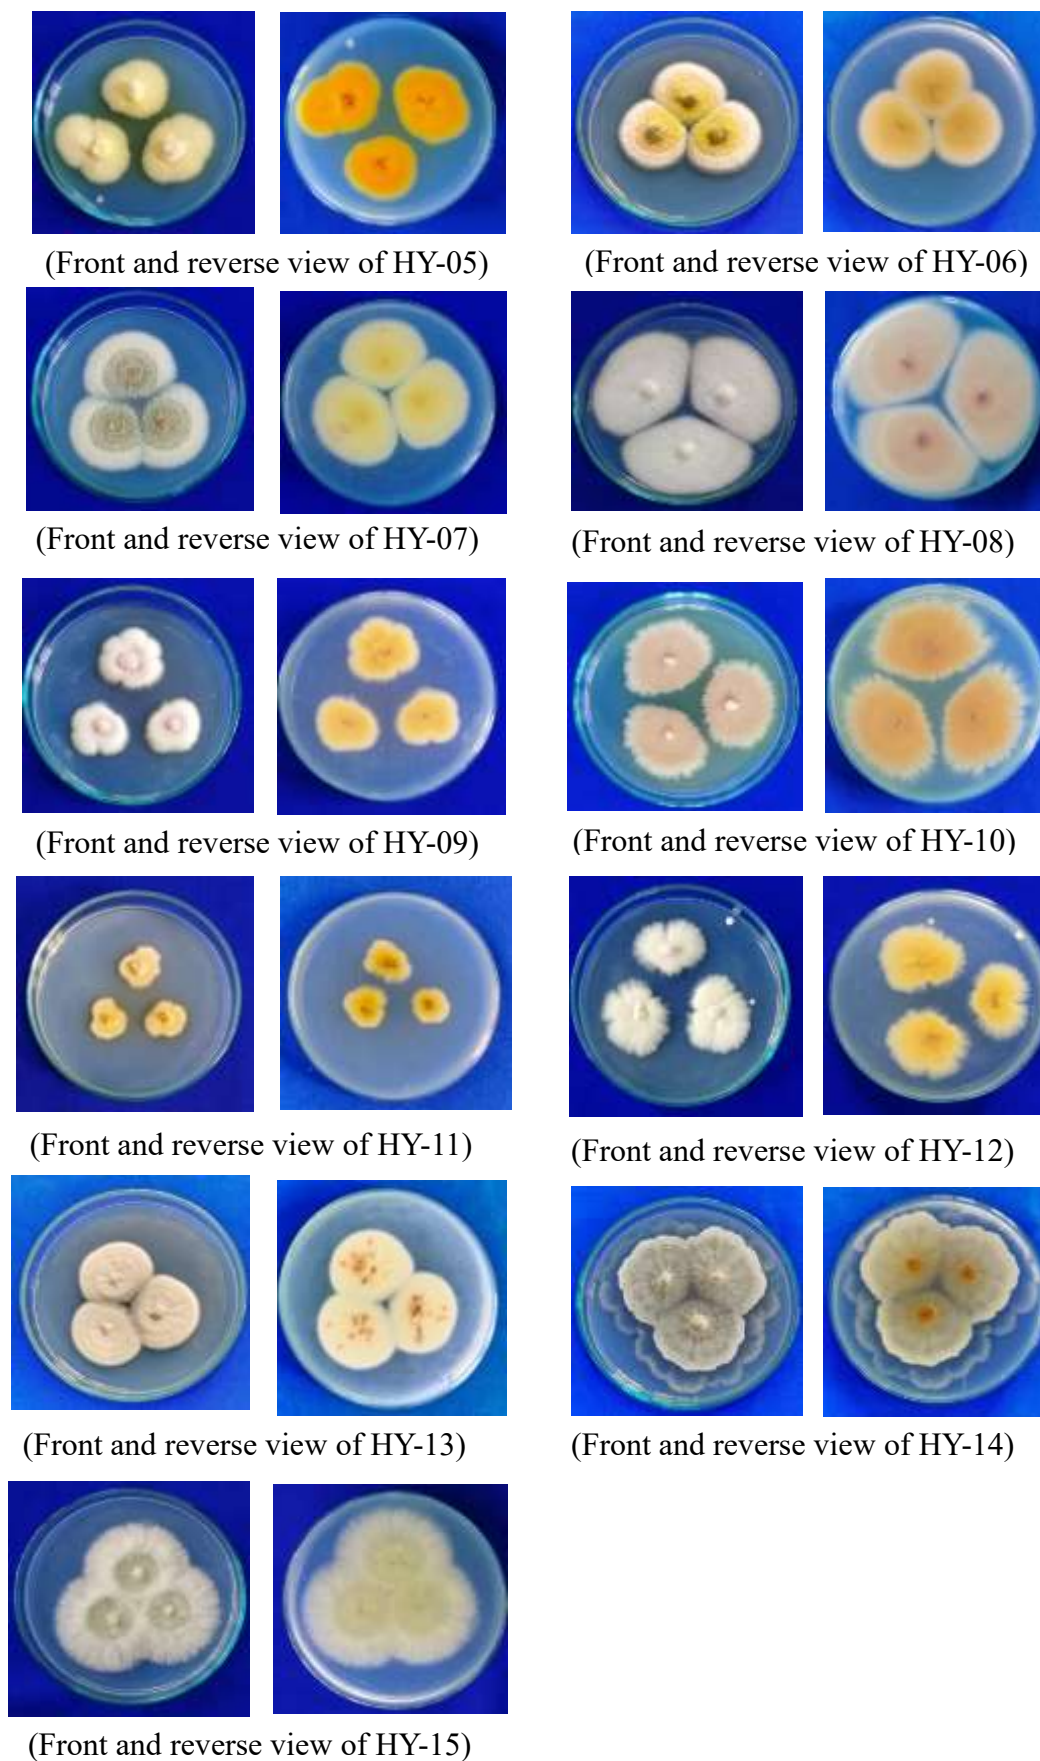 (Front and reverse view of HY-05)
(Front and reverse view of HY-06)
(Front and reverse view of HY-07)
(Front and reverse view of HY-08)
(Front and reverse view of HY-09)
(Front and reverse view of HY-10)
(Front and reverse view of HY-11)
(Front and reverse view of HY-12)
(Front and reverse view of HY-13)
(Front and reverse view of HY-14)
(Front and reverse view of HY-15)